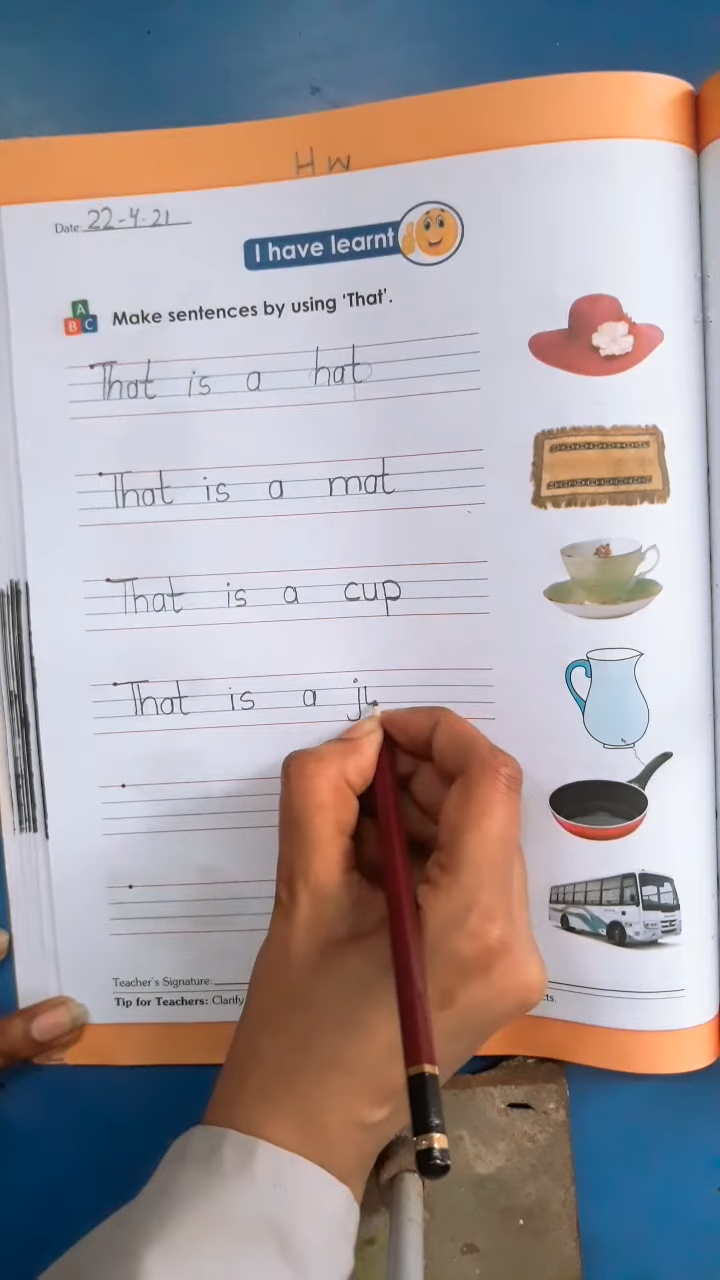 H W
Date: 22-4-21
I have learnt
A
B C
Make sentences by using 'That'.
That is a hat
That is a mat
That is a cup
That is a ju
Teacher's Signature:
Tip for Teachers: Clarify